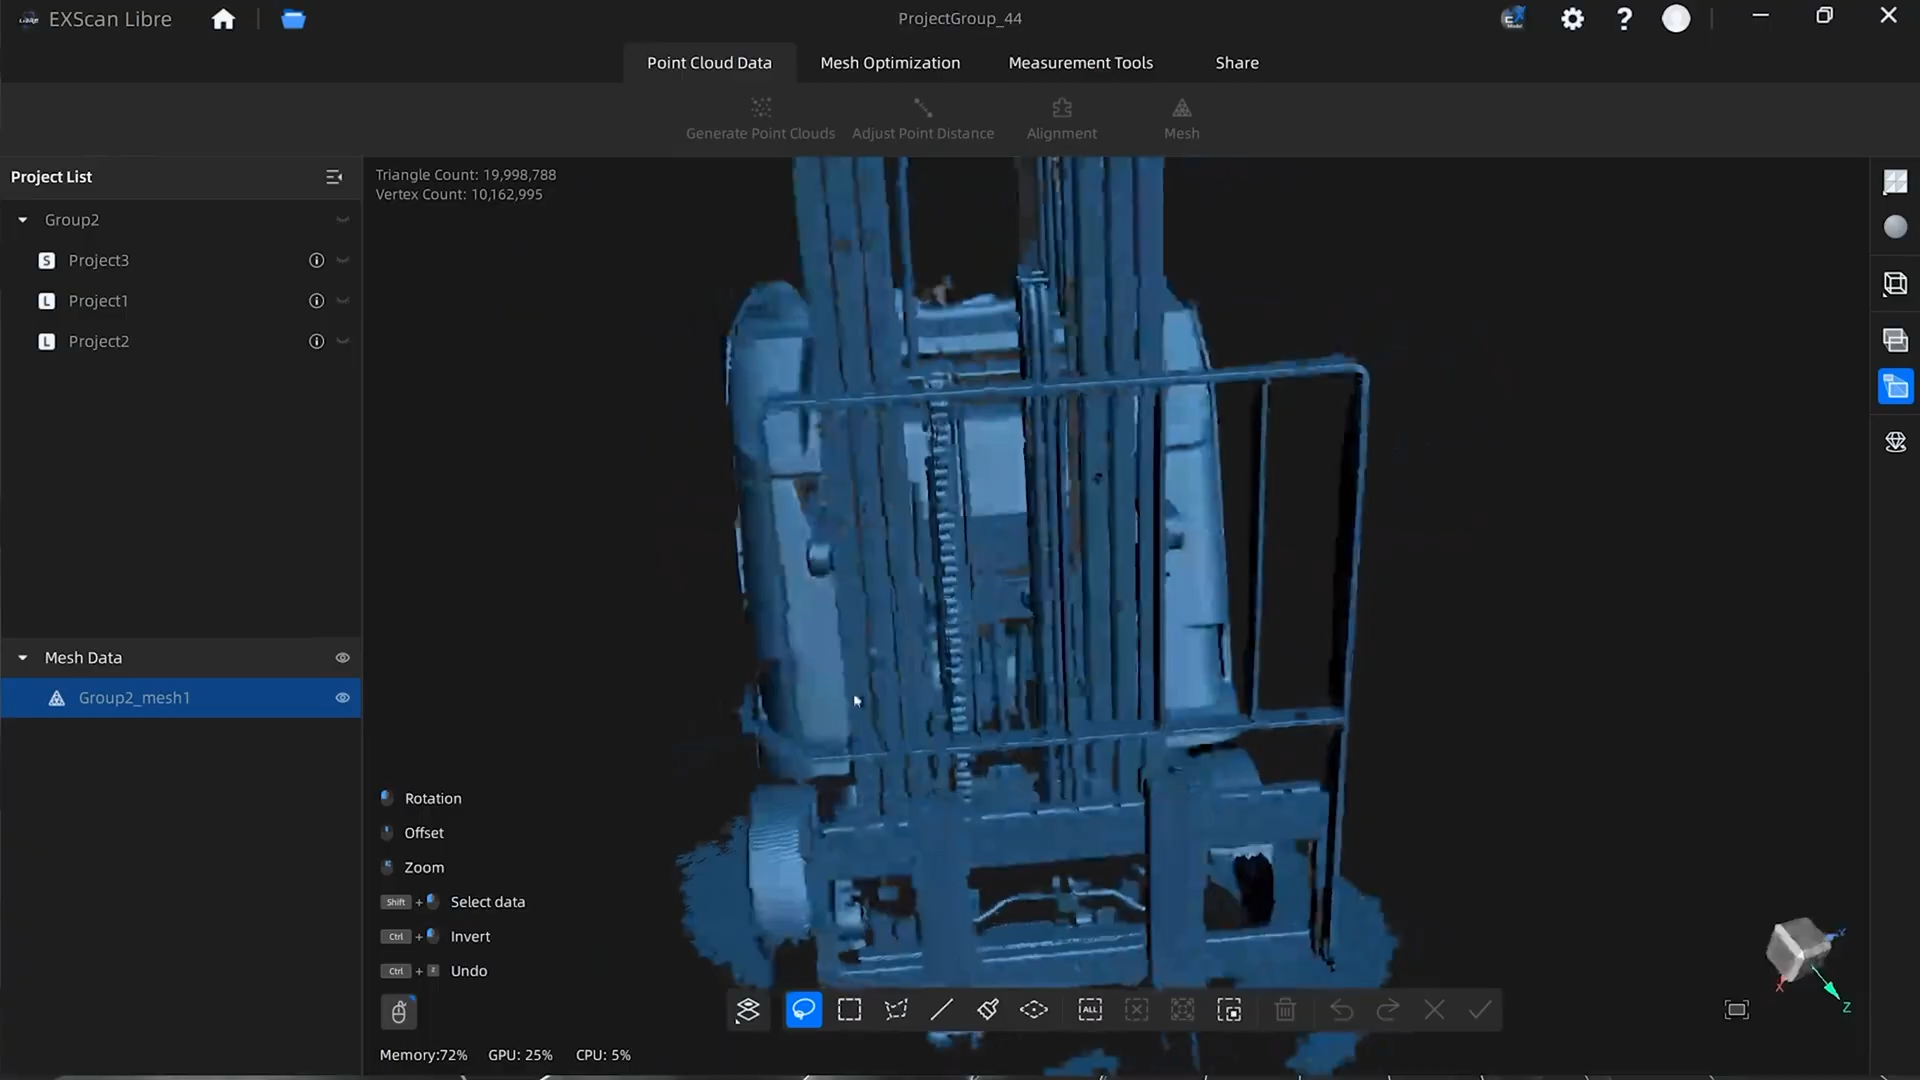 EXScan Libre
ProjectGroup_44
Point Cloud Data
Mesh Optimization
Measurement Tools
Share
Generate Point Clouds
Adjust Point Distance
Alignment
Mesh
Project List
Group2
S Project3
L Project1
L Project2
Mesh Data
Group2_mesh1
Triangle Count: 19,998,788
Vertex Count: 10,162,995
Rotation
Offset
Zoom
Shift + Select data
Ctrl + Invert
Ctrl + z Undo
ALL
Memory:72% GPU: 25% CPU: 5%
X
Y
Z